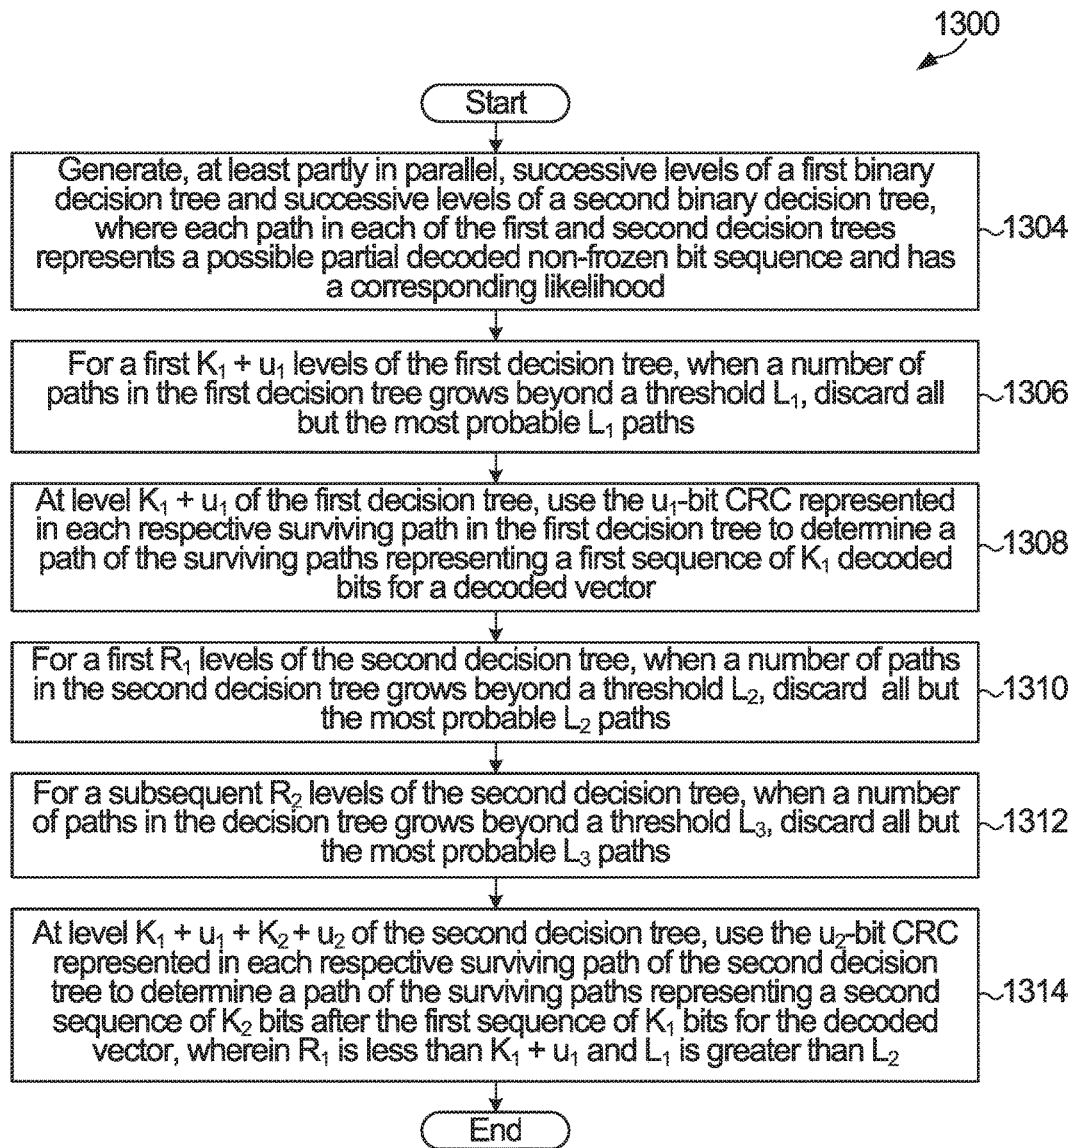 1300
Start
Generate, at least partly in parallel, successive levels of a first binary
decision tree and successive levels of a second binary decision tree,
where each path in each of the first and second decision trees
represents a possible partial decoded non-frozen bit sequence and has
a corresponding likelihood
1304
For a first K₁ + u₁ levels of the first decision tree, when a number of
paths in the first decision tree grows beyond a threshold L₁, discard all
but the most probable L₁ paths
1306
At level K₁ + u₁ of the first decision tree, use the u₁-bit CRC represented
in each respective surviving path in the first decision tree to determine a
path of the surviving paths representing a first sequence of K₁ decoded
bits for a decoded vector
1308
For a first R₁ levels of the second decision tree, when a number of paths
in the second decision tree grows beyond a threshold L₂, discard all but
the most probable L₂ paths
1310
For a subsequent R₂ levels of the second decision tree, when a number
of paths in the decision tree grows beyond a threshold L₃, discard all but
the most probable L₃ paths
1312
At level K₁ + u₁ + K₂ + u₂ of the second decision tree, use the u₂-bit CRC
represented in each respective surviving path of the second decision
tree to determine a path of the surviving paths representing a second
sequence of K₂ bits after the first sequence of K₁ bits for the decoded
vector, wherein R₁ is less than K₁ + u₁ and L₁ is greater than L₂
1314
End